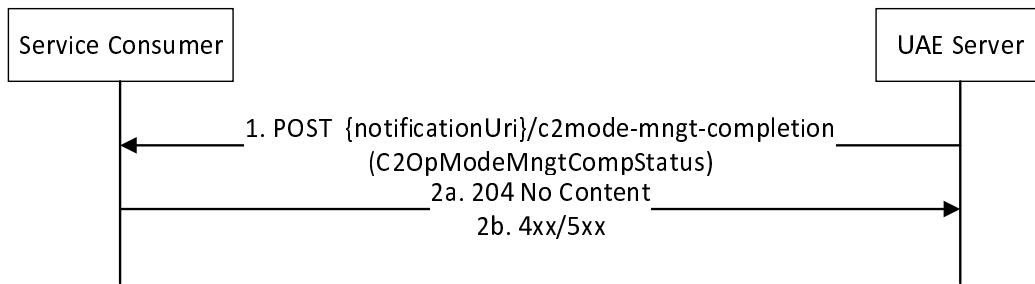 Service Consumer
UAE Server
1. POST {notificationUri}/c2mode-mngt-completion
(C2OpModeMngtCompStatus)
2a. 204 No Content
2b. 4xx/5xx